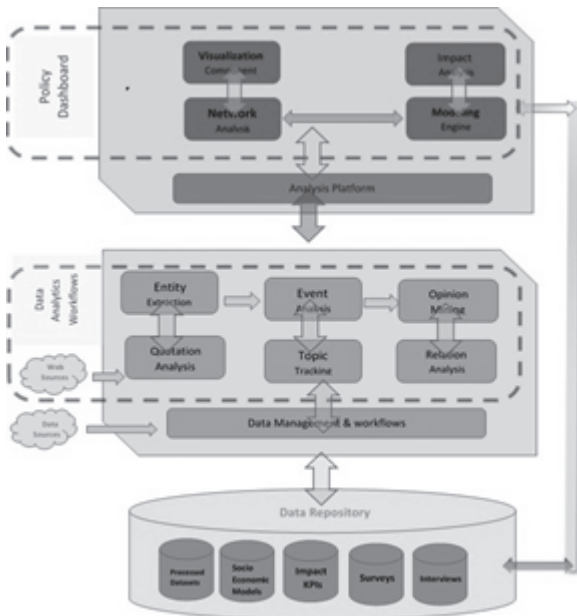 Policy
Dashboard
Visualization
Component
Impact
Analysis
Network
Analysis
Modeling
Engine
Analysis Platform
Data
Analytics
Workflows
Entity
Extraction
Event
Analysis
Opinion
Mining
Quotation
Analysis
Topic
Tracking
Relation
Analysis
Web
Sources
Data
Sources
Data Management & workflows
Data Repository
Processed
Datasets
Socio
Economic
Models
Impact
KPIs
Surveys
Interviews